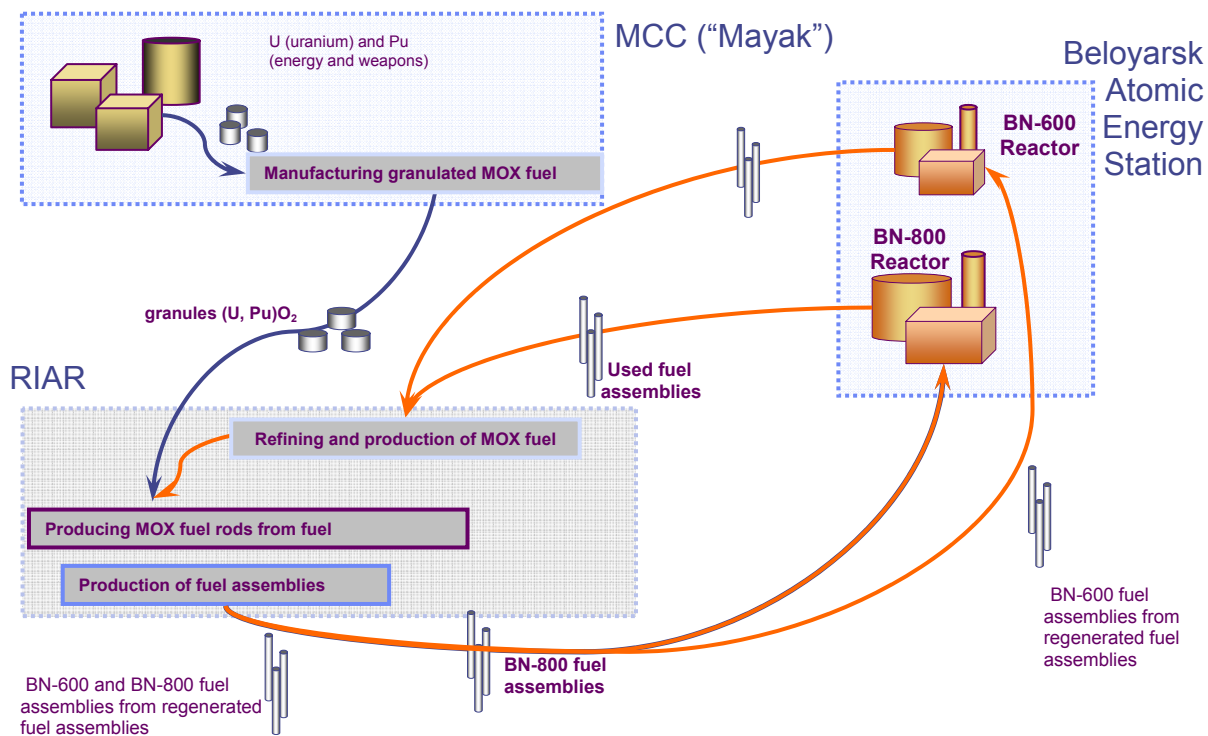 U (uranium) and Pu
(energy and weapons)
MCC (“Mayak”)
Manufacturing granulated MOX fuel
Beloyarsk
Atomic
Energy
Station
BN-600
Reactor
BN-800
Reactor
granules (U, Pu)O₂
Used fuel
assemblies
RIAR
Refining and production of MOX fuel
Producing MOX fuel rods from fuel
Production of fuel assemblies
BN-600 and BN-800 fuel
assemblies from regenerated
fuel assemblies
BN-800 fuel
assemblies
BN-600 fuel
assemblies from
regenerated fuel
assemblies